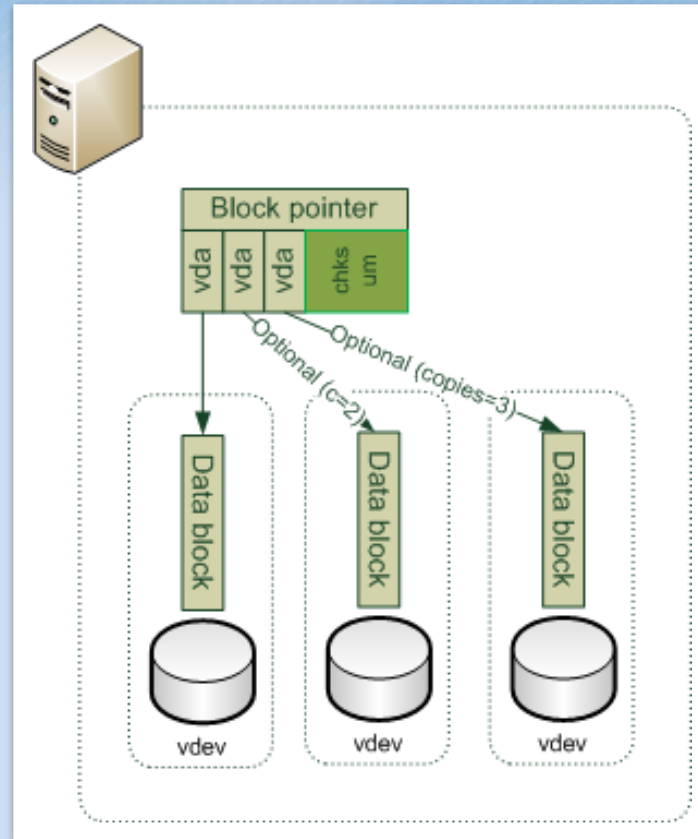 Block pointer
vda
vda
vda
chks
um
Optional (c=2)
Optional (copies=3)
Data block
Data block
Data block
vdev
vdev
vdev